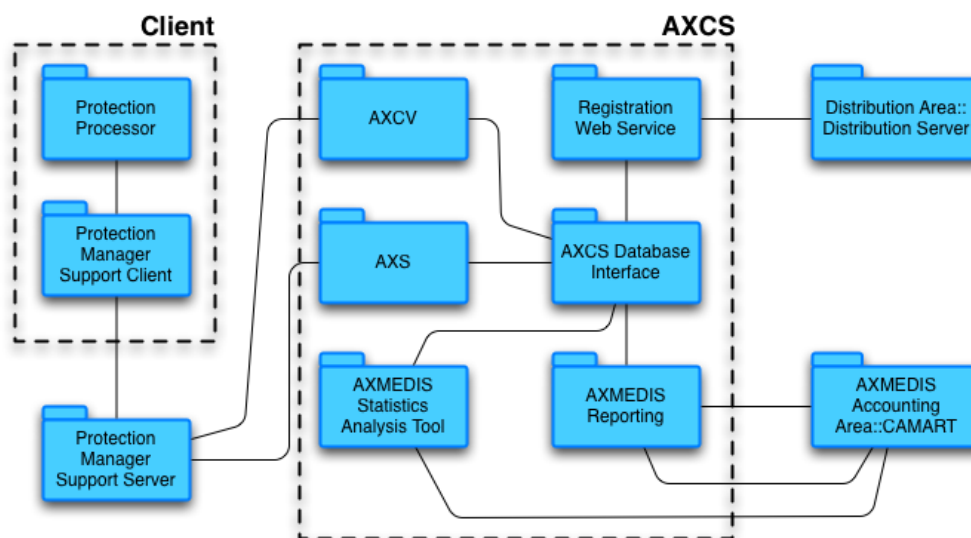 Client
AXCS
Protection
Processor
AXCV
Registration
Web Service
Distribution Area::
Distribution Server
Protection
Manager
Support Client
AXS
AXCS Database
Interface
AXMEDIS
Statistics
Analysis Tool
AXMEDIS
Reporting
AXMEDIS
Accounting
Area::CAMART
Protection
Manager
Support Server